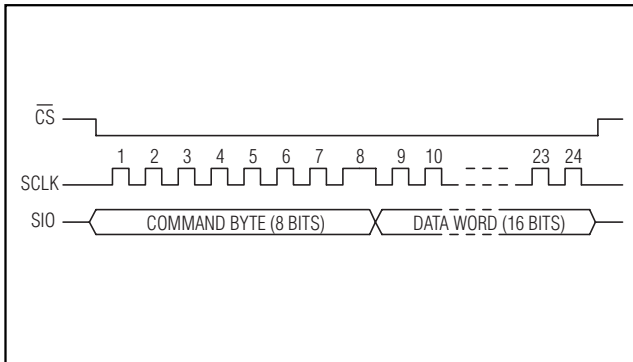 CS
1 2 3 4 5 6 7 8 9 10 23 24
SCLK
SIO COMMAND BYTE (8 BITS) DATA WORD (16 BITS)